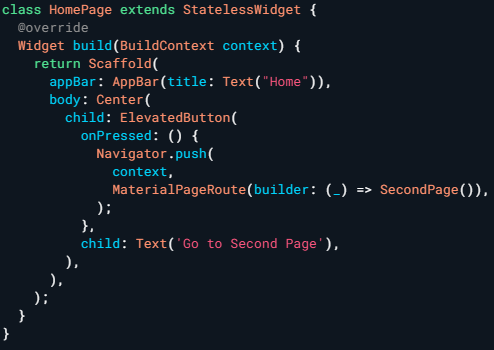 class HomePage extends StatelessWidget {
  @override
  Widget build(BuildContext context) {
    return Scaffold(
      appBar: AppBar(title: Text("Home")),
      body: Center(
        child: ElevatedButton(
          onPressed: () {
            Navigator.push(
              context,
              MaterialPageRoute(builder: (_) => SecondPage()),
            );
          },
          child: Text('Go to Second Page'),
        ),
      ),
    );
  }
}